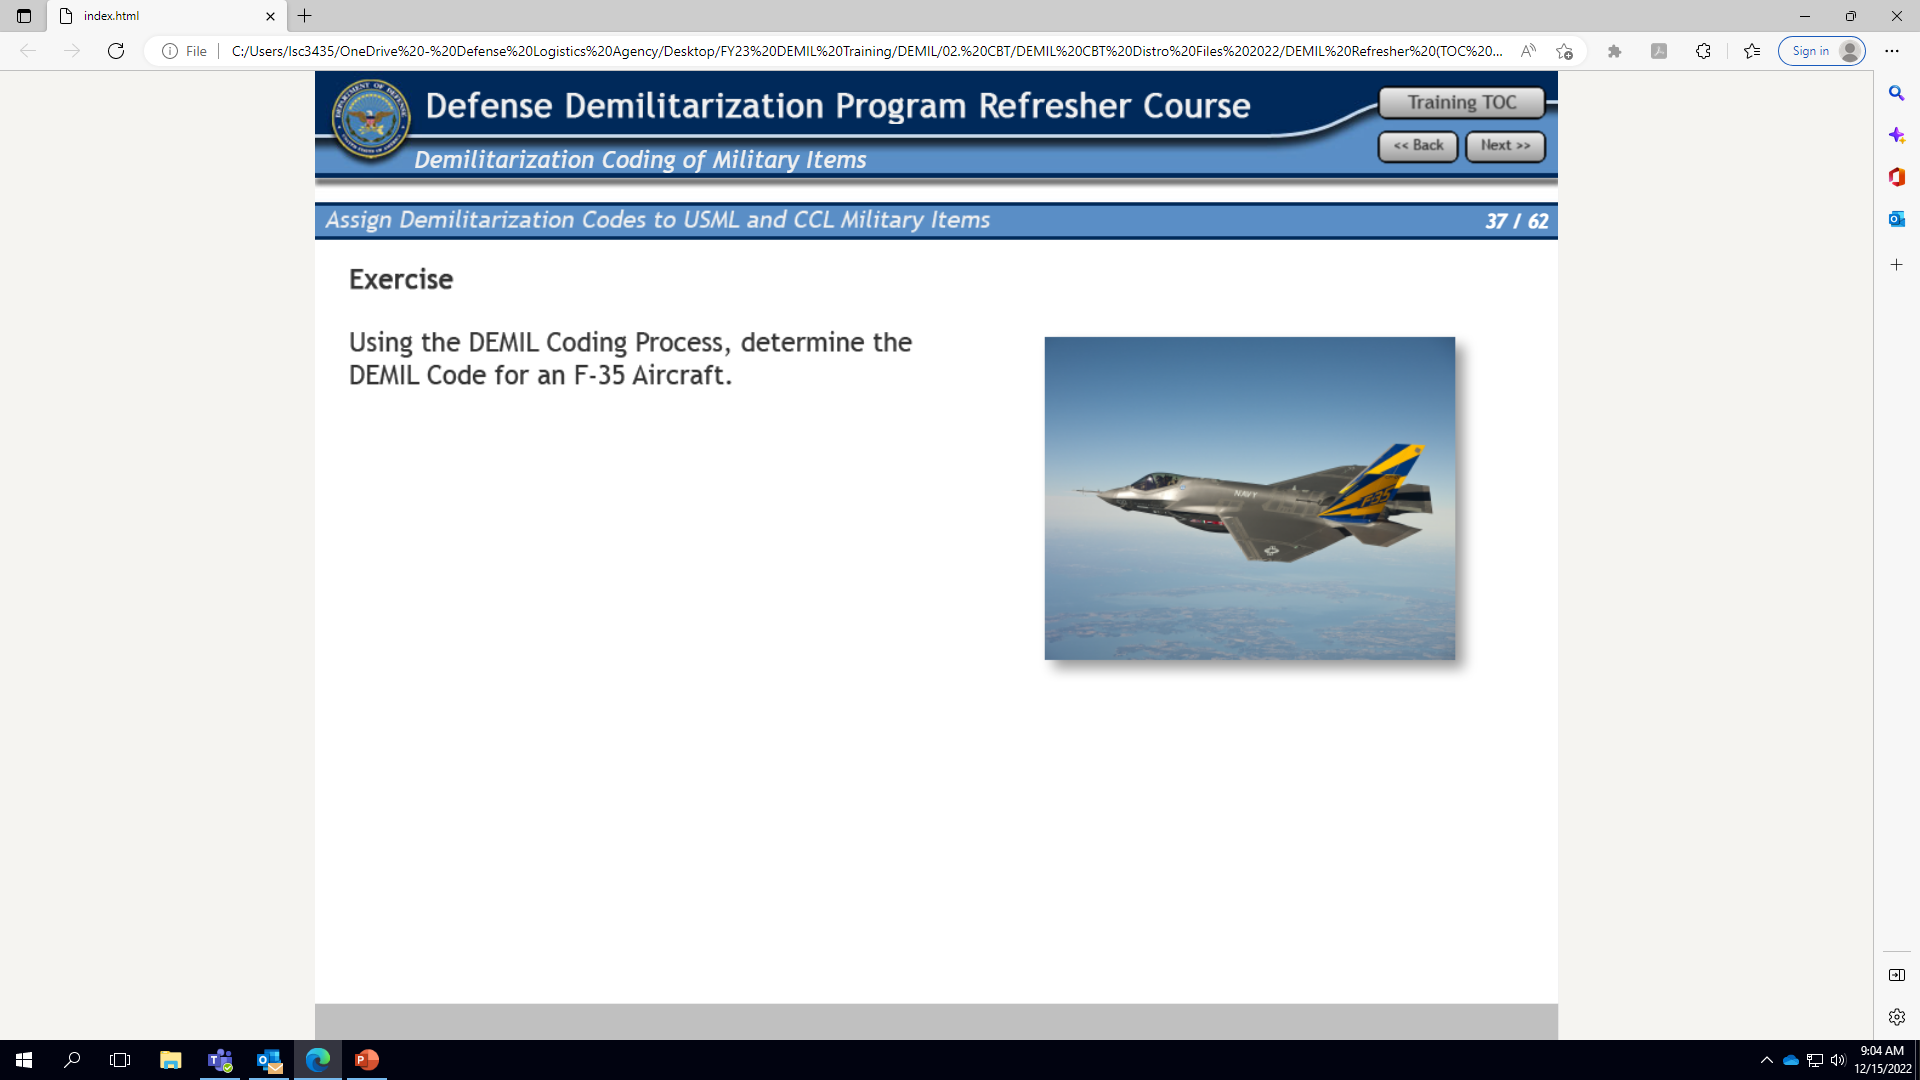 index.html
File
C:/Users/lsc3435/OneDrive%20-%20Defense%20Logistics%20Agency/Desktop/FY23%20DEMIL%20Training/DEMIL/02.%20CBT/DEMIL%20CBT%20Distro%20Files%202022/DEMIL%20Refresher%20(TOC%20...
Sign in
Defense Demilitarization Program Refresher Course
Training TOC
<< Back
Next >>
Demilitarization Coding of Military Items
Assign Demilitarization Codes to USML and CCL Military Items
37 / 62
Exercise
Using the DEMIL Coding Process, determine the
DEMIL Code for an F-35 Aircraft.
NAVY
F-35
9:04 AM
12/15/2022